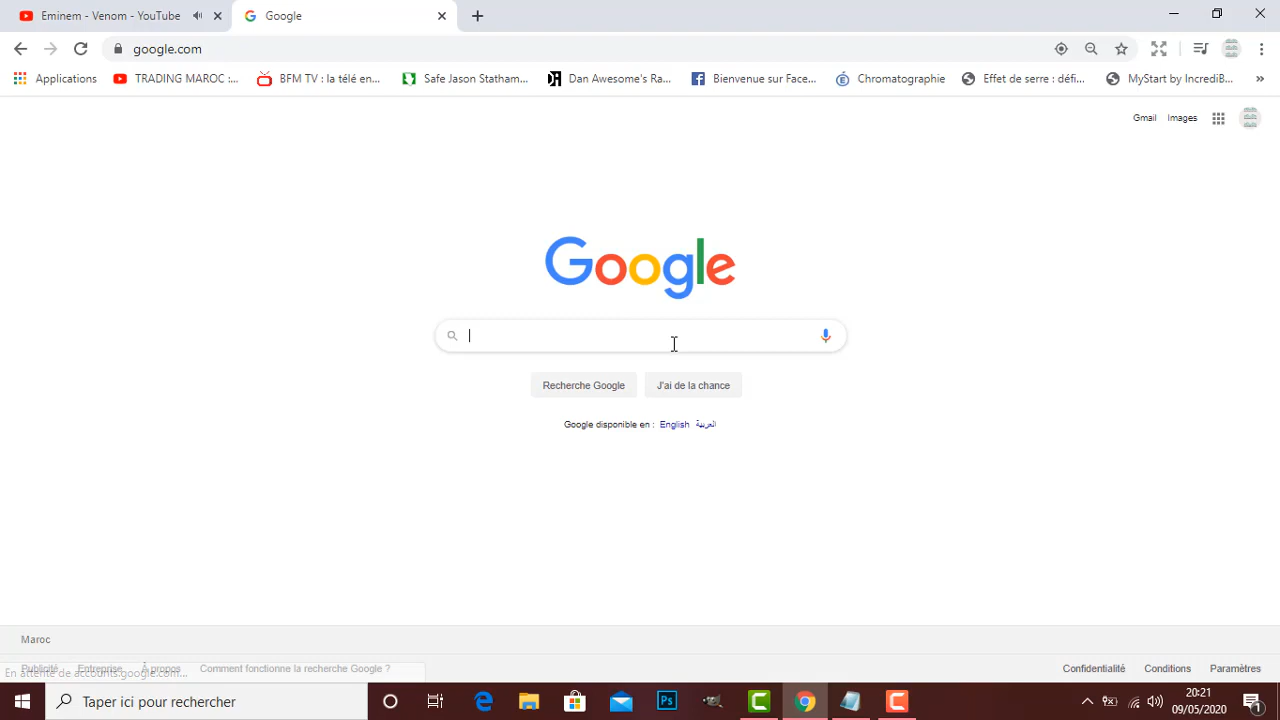 Eminem - Venom - YouTube
Google
google.com
Applications
TRADING MAROC :...
BFM TV : la télé en...
Safe Jason Statham...
Dan Awesome's Ra...
Bienvenue sur Face...
Chromatographie
Effet de serre : défi...
MyStart by IncrediB...
Gmail
Images
Google
Recherche Google
J'ai de la chance
Google disponible en : English العربية
Maroc
Publicité
Entreprise
À propos
Comment fonctionne la recherche Google ?
Confidentialité
Conditions
Paramètres
En attente de accounts.google.com...
Taper ici pour rechercher
Ps
20:21
09/05/2020
1